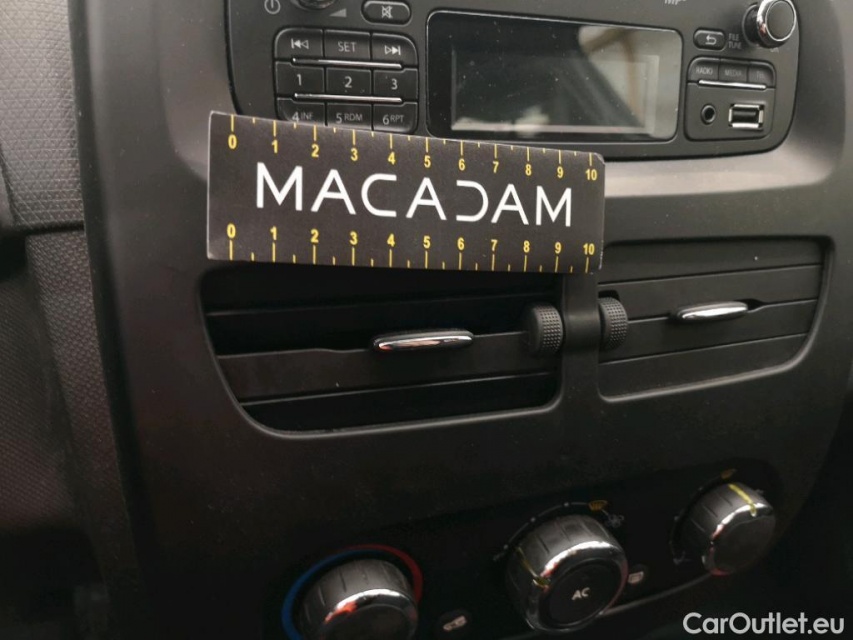 SET
1 2 3
4 INF 5 RDM 6 RPT
RADIO MEDIA
0 1 2 3 4 5 6 7 8 9 10
MACADAM
0 1 2 3 4 5 6 7 8 9 10
AC
CarOutlet.eu